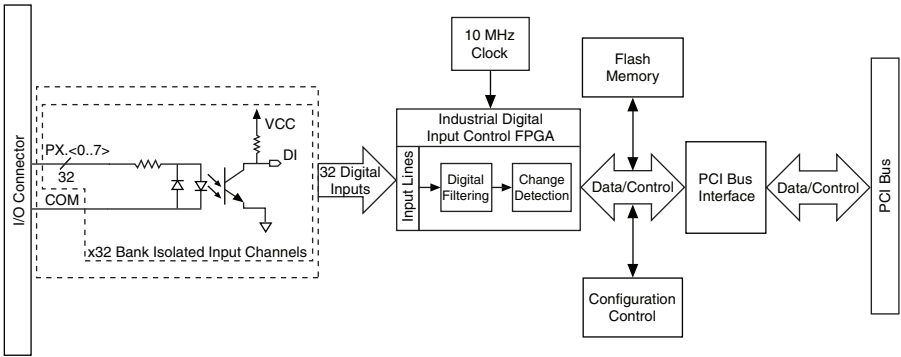 I/O Connector
PX.<0..7>
32
COM
VCC
DI
x32 Bank Isolated Input Channels
32 Digital
Inputs
10 MHz
Clock
Industrial Digital
Input Control FPGA
Input Lines
Digital
Filtering
Change
Detection
Flash
Memory
Data/Control
Configuration
Control
PCI Bus
Interface
Data/Control
PCI Bus